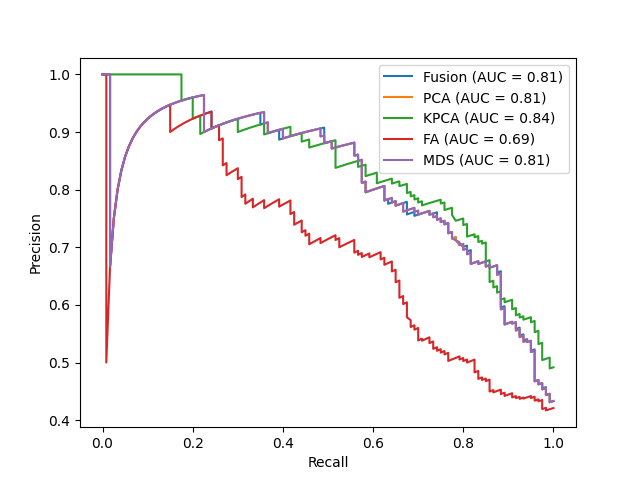 1.0
0.9
0.8
0.7
0.6
0.5
0.4
Precision
Fusion (AUC = 0.81)
PCA (AUC = 0.81)
KPCA (AUC = 0.84)
FA (AUC = 0.69)
MDS (AUC = 0.81)
0.0 0.2 0.4 0.6 0.8 1.0
Recall